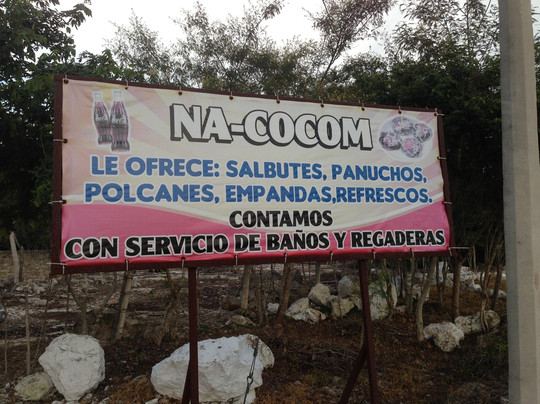 NA-COCOM
LE OFRECE: SALBUTES, PANUCHOS,
POLCANES, EMPANDAS,REFRESCOS.
CONTAMOS
CON SERVICIO DE BAÑOS Y REGADERAS